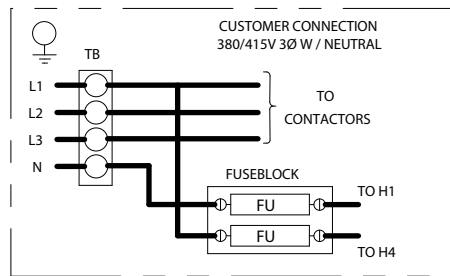 CUSTOMER CONNECTION
380/415V 3Ø W / NEUTRAL
TB
L1
L2
L3
N
TO
CONTACTORS
FUSEBLOCK
FU
TO H1
FU
TO H4